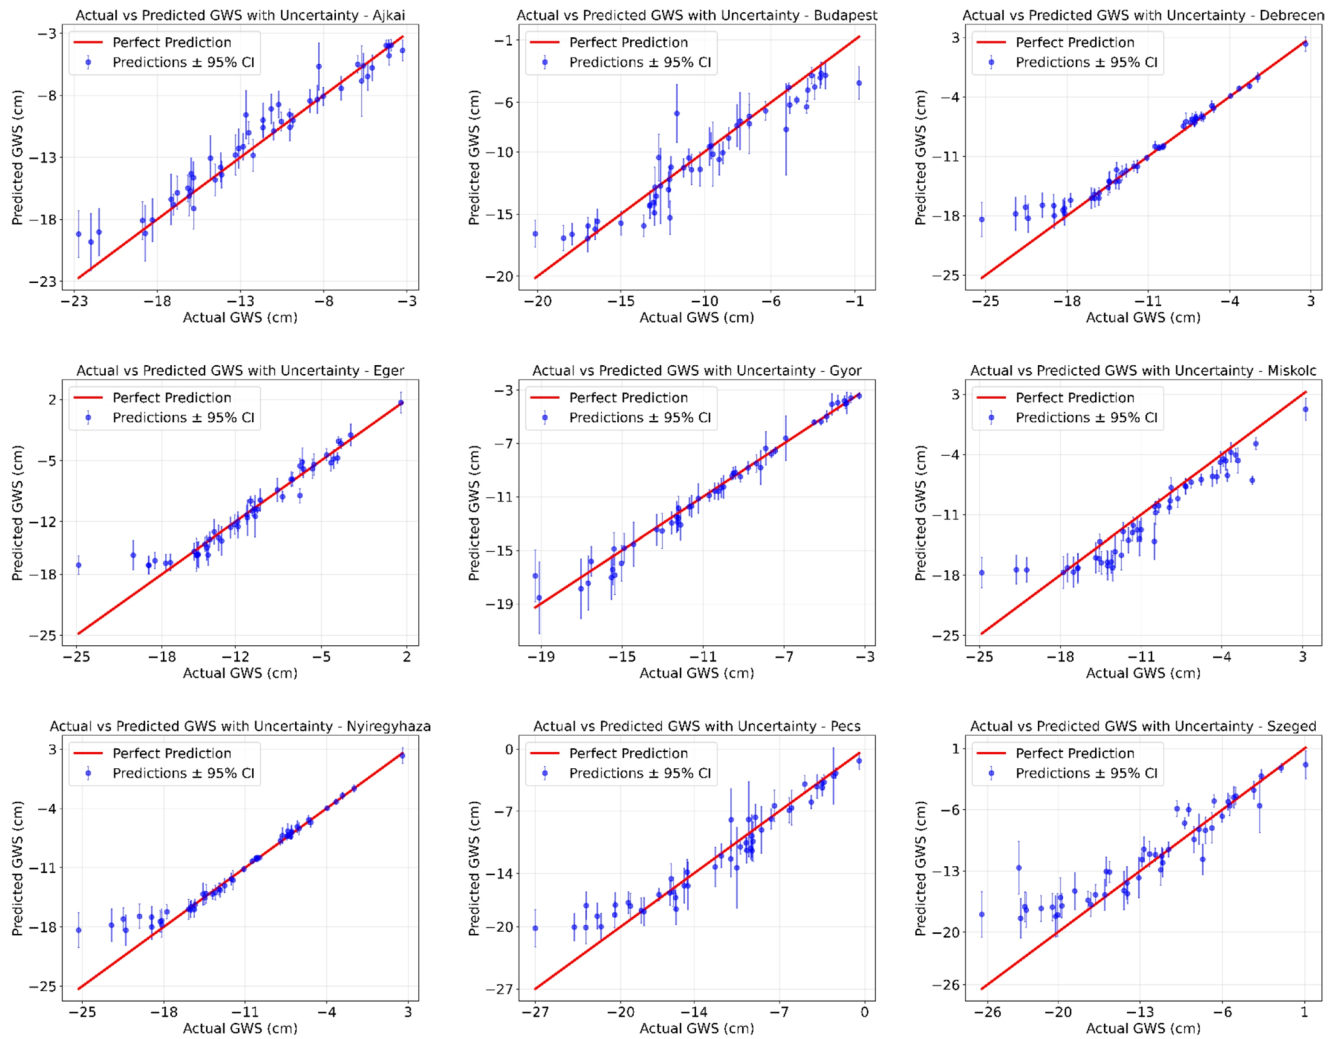 Actual vs Predicted GWS with Uncertainty - Ajkai
Perfect Prediction
Predictions ± 95% CI
Predicted GWS (cm)
−3
−8
−13
−18
−23
−23 −18 −13 −8 −3
Actual GWS (cm)
Actual vs Predicted GWS with Uncertainty - Budapest
Perfect Prediction
Predictions ± 95% CI
Predicted GWS (cm)
−1
−6
−10
−15
−20
−20 −15 −10 −6 −1
Actual GWS (cm)
Actual vs Predicted GWS with Uncertainty - Debrecen
Perfect Prediction
Predictions ± 95% CI
Predicted GWS (cm)
3
−4
−11
−18
−25
−25 −18 −11 −4 3
Actual GWS (cm)
Actual vs Predicted GWS with Uncertainty - Eger
Perfect Prediction
Predictions ± 95% CI
Predicted GWS (cm)
2
−5
−12
−18
−25
−25 −18 −12 −5 2
Actual GWS (cm)
Actual vs Predicted GWS with Uncertainty - Gyor
Perfect Prediction
Predictions ± 95% CI
Predicted GWS (cm)
−3
−7
−11
−15
−19
−19 −15 −11 −7 −3
Actual GWS (cm)
Actual vs Predicted GWS with Uncertainty - Miskolc
Perfect Prediction
Predictions ± 95% CI
Predicted GWS (cm)
3
−4
−11
−18
−25
−25 −18 −11 −4 3
Actual GWS (cm)
Actual vs Predicted GWS with Uncertainty - Nyiregyhaza
Perfect Prediction
Predictions ± 95% CI
Predicted GWS (cm)
3
−4
−11
−18
−25
−25 −18 −11 −4 3
Actual GWS (cm)
Actual vs Predicted GWS with Uncertainty - Pecs
Perfect Prediction
Predictions ± 95% CI
Predicted GWS (cm)
0
−7
−14
−20
−27
−27 −20 −14 −7 0
Actual GWS (cm)
Actual vs Predicted GWS with Uncertainty - Szeged
Perfect Prediction
Predictions ± 95% CI
Predicted GWS (cm)
1
−6
−13
−20
−26
−26 −20 −13 −6 1
Actual GWS (cm)